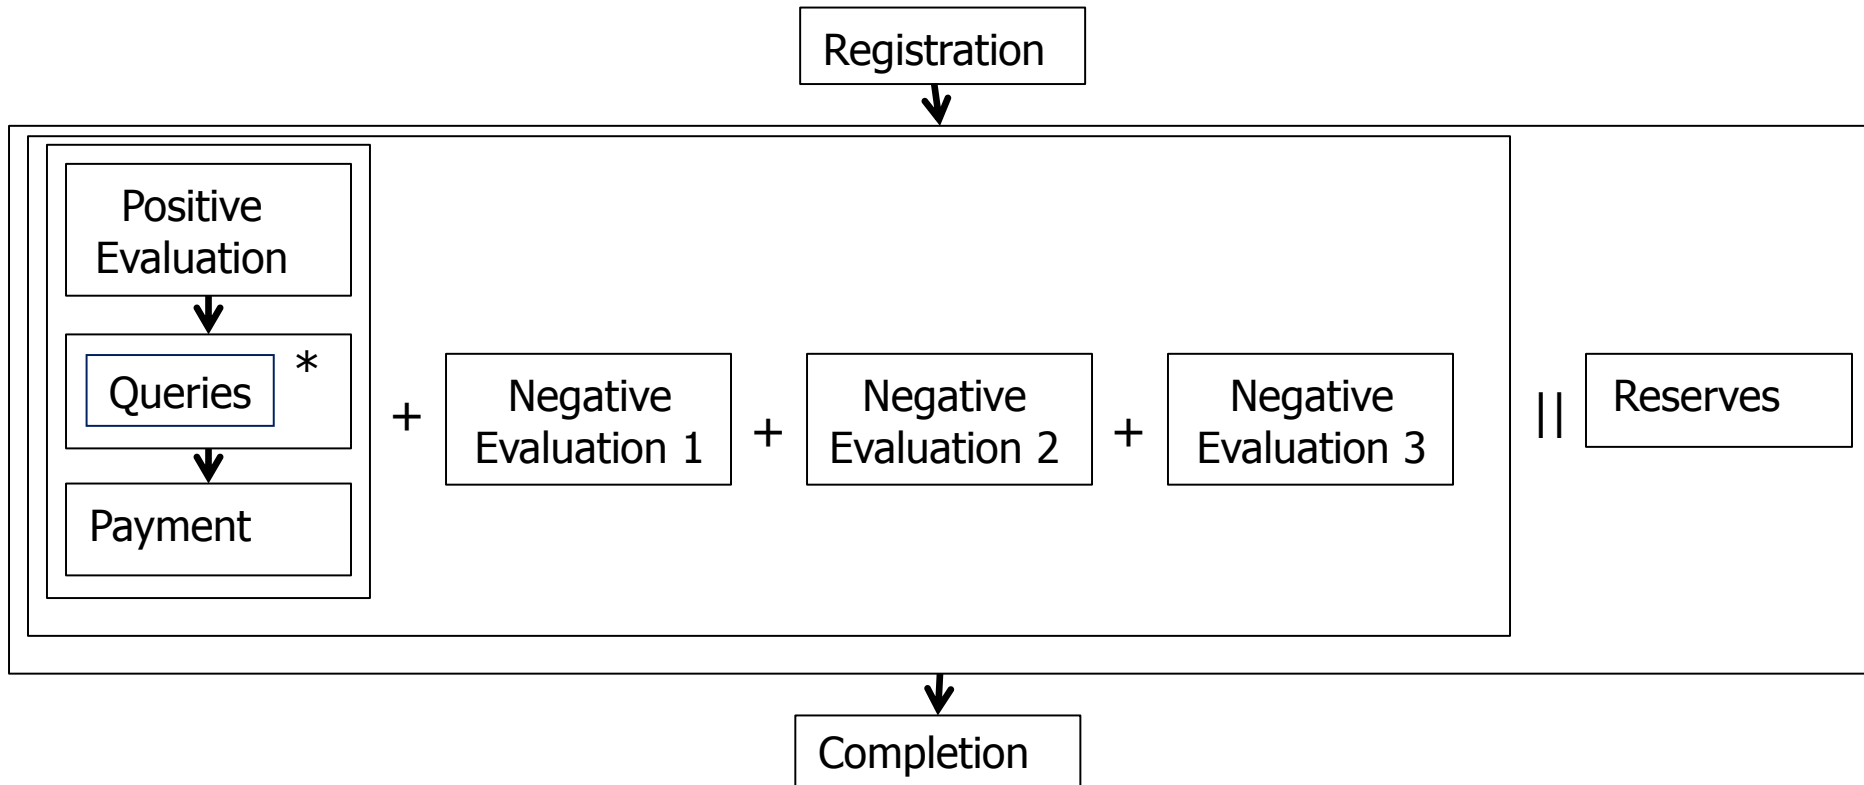 Registration
Positive
Evaluation
Queries *
Payment
+
Negative
Evaluation 1
+
Negative
Evaluation 2
+
Negative
Evaluation 3
||
Reserves
Completion